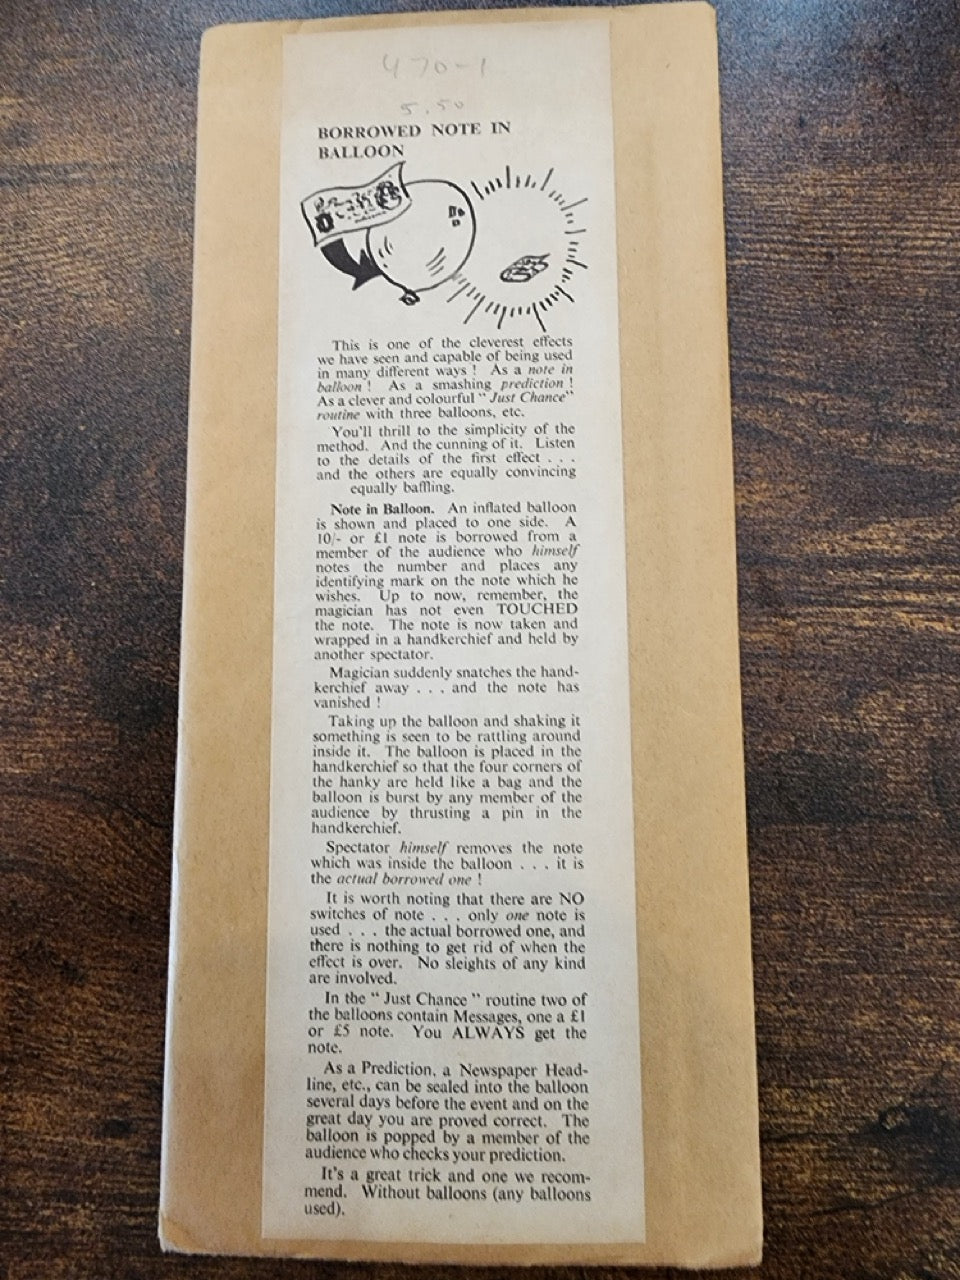 470-1
5.50
BORROWED NOTE IN
BALLOON
This is one of the cleverest effects
we have seen and capable of being used
in many different ways ! As a note in
balloon ! As a smashing prediction !
As a clever and colourful " Just Chance"
routine with three balloons, etc.
You'll thrill to the simplicity of the
method. And the cunning of it. Listen
to the details of the first effect . . .
and the others are equally convincing
equally baffling.
Note in Balloon. An inflated balloon
is shown and placed to one side. A
10/- or £1 note is borrowed from a
member of the audience who himself
notes the number and places any
identifying mark on the note which he
wishes. Up to now, remember, the
magician has not even TOUCHED
the note. The note is now taken and
wrapped in a handkerchief and held by
another spectator.
Magician suddenly snatches the hand-
kerchief away . . . and the note has
vanished !
Taking up the balloon and shaking it
something is seen to be rattling around
inside it. The balloon is placed in the
handkerchief so that the four corners of
the hanky are held like a bag and the
balloon is burst by any member of the
audience by thrusting a pin in the
handkerchief.
Spectator himself removes the note
which was inside the balloon . . . it is
the actual borrowed one !
It is worth noting that there are NO
switches of note . . . only one note is
used . . . the actual borrowed one, and
there is nothing to get rid of when the
effect is over. No sleights of any kind
are involved.
In the " Just Chance " routine two of
the balloons contain Messages, one a £1
or £5 note. You ALWAYS get the
note.
As a Prediction, a Newspaper Head-
line, etc., can be sealed into the balloon
several days before the event and on the
great day you are proved correct. The
balloon is popped by a member of the
audience who checks your prediction.
It's a great trick and one we recom-
mend. Without balloons (any balloons
used).